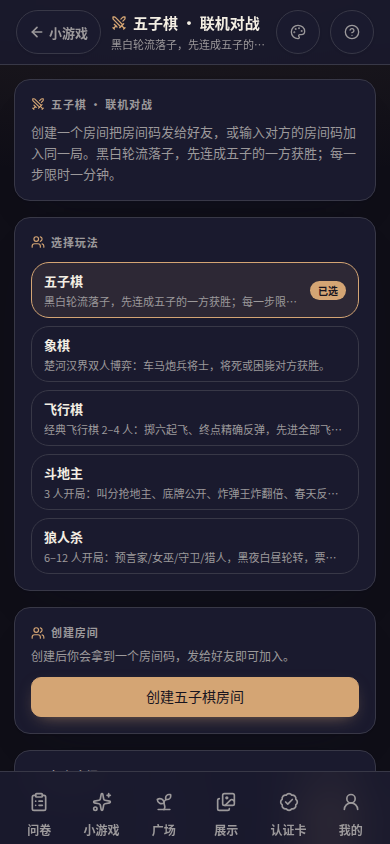 小游戏
五子棋 · 联机对战
黑白轮流落子，先连成五子的一方…
五子棋 · 联机对战
创建一个房间把房间码发给好友，或输入对方的房间码加
入同一局。黑白轮流落子，先连成五子的一方获胜；每一
步限时一分钟。
选择玩法
五子棋
黑白轮流落子，先连成五子的一方获胜；每一步限…
已选
象棋
楚河汉界双人博弈：车马炮兵将士，将死或困毙对方获胜。
飞行棋
经典飞行棋 2–4 人：掷六起飞、终点精确反弹，先进全部飞…
斗地主
3 人开局：叫分抢地主、底牌公开、炸弹王炸翻倍、春天反…
狼人杀
6–12 人开局：预言家/女巫/守卫/猎人，黑夜白昼轮转，票…
创建房间
创建后你会拿到一个房间码，发给好友即可加入。
创建五子棋房间
问卷
小游戏
广场
展示
认证卡
我的